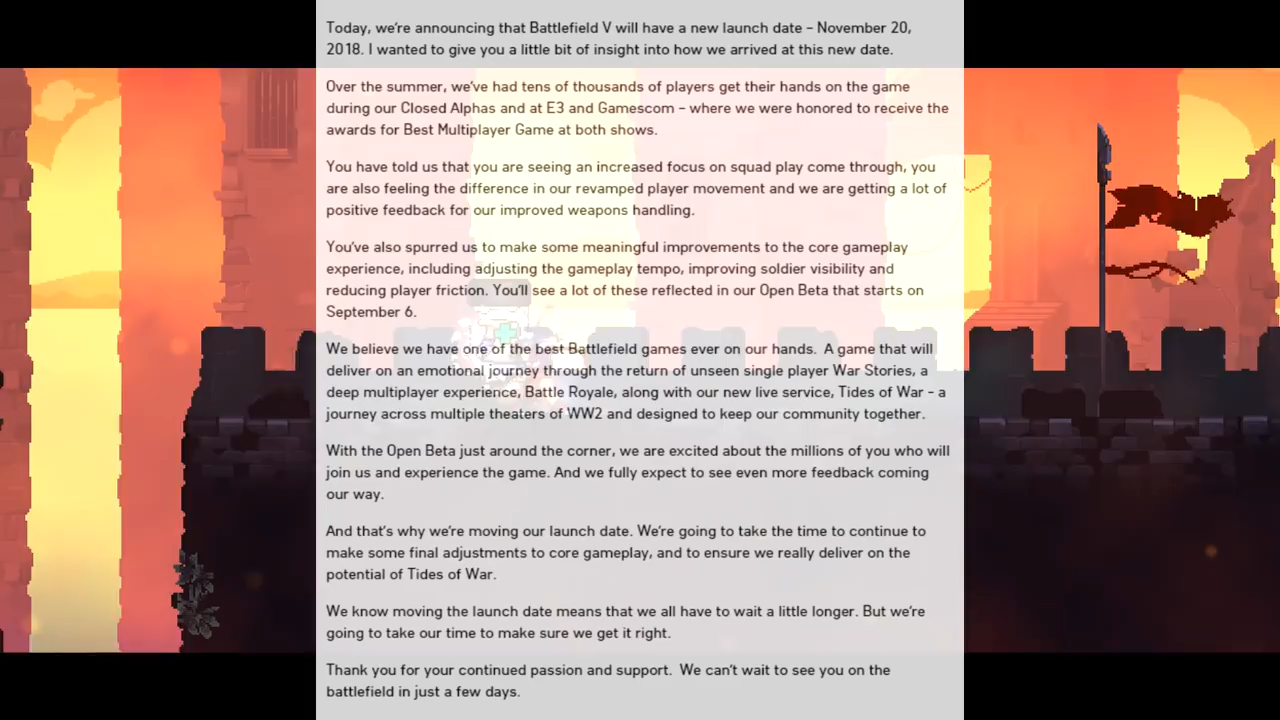 Today, we're announcing that Battlefield V will have a new launch date – November 20,
2018. I wanted to give you a little bit of insight into how we arrived at this new date.
Over the summer, we've had tens of thousands of players get their hands on the game
during our Closed Alphas and at E3 and Gamescom – where we were honored to receive the
awards for Best Multiplayer Game at both shows.
You have told us that you are seeing an increased focus on squad play come through, you
are also feeling the difference in our revamped player movement and we are getting a lot of
positive feedback for our improved weapons handling.
You've also spurred us to make some meaningful improvements to the core gameplay
experience, including adjusting the gameplay tempo, improving soldier visibility and
reducing player friction. You'll see a lot of these reflected in our Open Beta that starts on
September 6.
We believe we have one of the best Battlefield games ever on our hands. A game that will
deliver on an emotional journey through the return of unseen single player War Stories, a
deep multiplayer experience, Battle Royale, along with our new live service, Tides of War - a
journey across multiple theaters of WW2 and designed to keep our community together.
With the Open Beta just around the corner, we are excited about the millions of you who will
join us and experience the game. And we fully expect to see even more feedback coming
our way.
And that's why we're moving our launch date. We're going to take the time to continue to
make some final adjustments to core gameplay, and to ensure we really deliver on the
potential of Tides of War.
We know moving the launch date means that we all have to wait a little longer. But we're
going to take our time to make sure we get it right.
Thank you for your continued passion and support. We can't wait to see you on the
battlefield in just a few days.